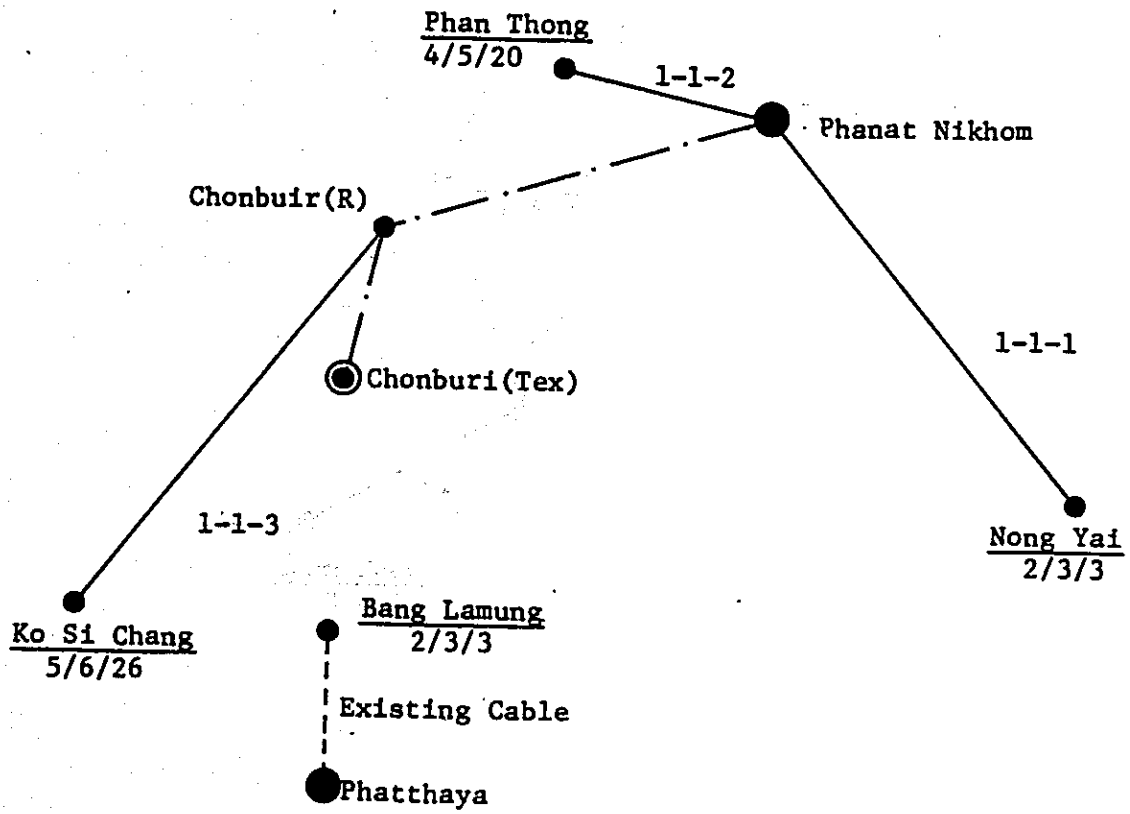 Phan Thong
4/5/20
1-1-2
Phanat Nikhom
Chonbuir(R)
Chonburi(Tex)
1-1-1
1-1-3
Nong Yai
2/3/3
Ko Si Chang
5/6/26
Bang Lamung
2/3/3
Existing Cable
Phatthaya